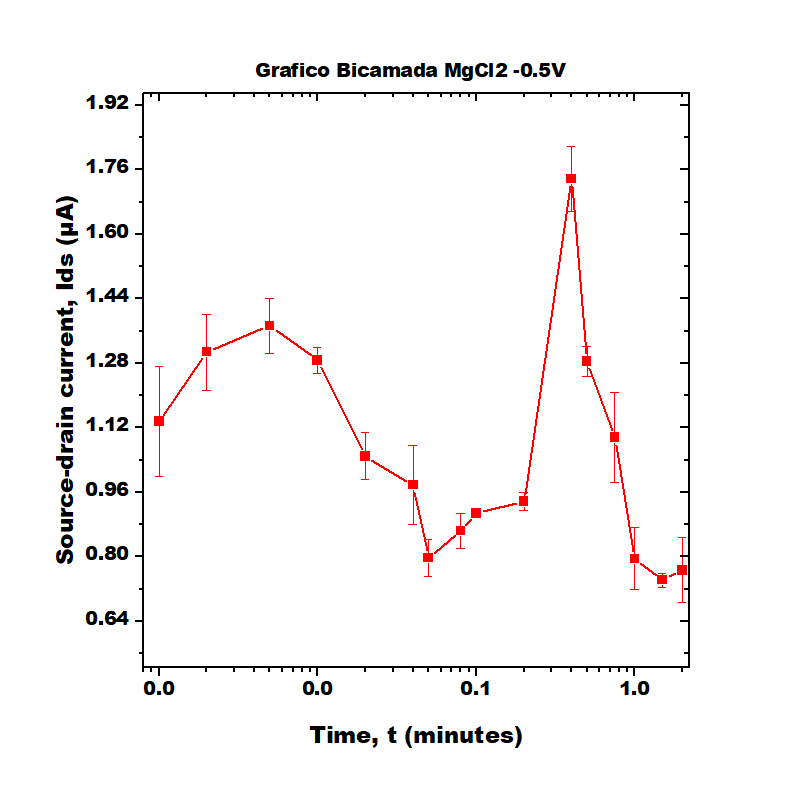 Grafico Bicamada MgCl2 -0.5V
1.92
1.76
1.60
1.44
1.28
1.12
0.96
0.80
0.64
Source-drain current, Ids (µA)
0.0 0.0 0.1 1.0
Time, t (minutes)